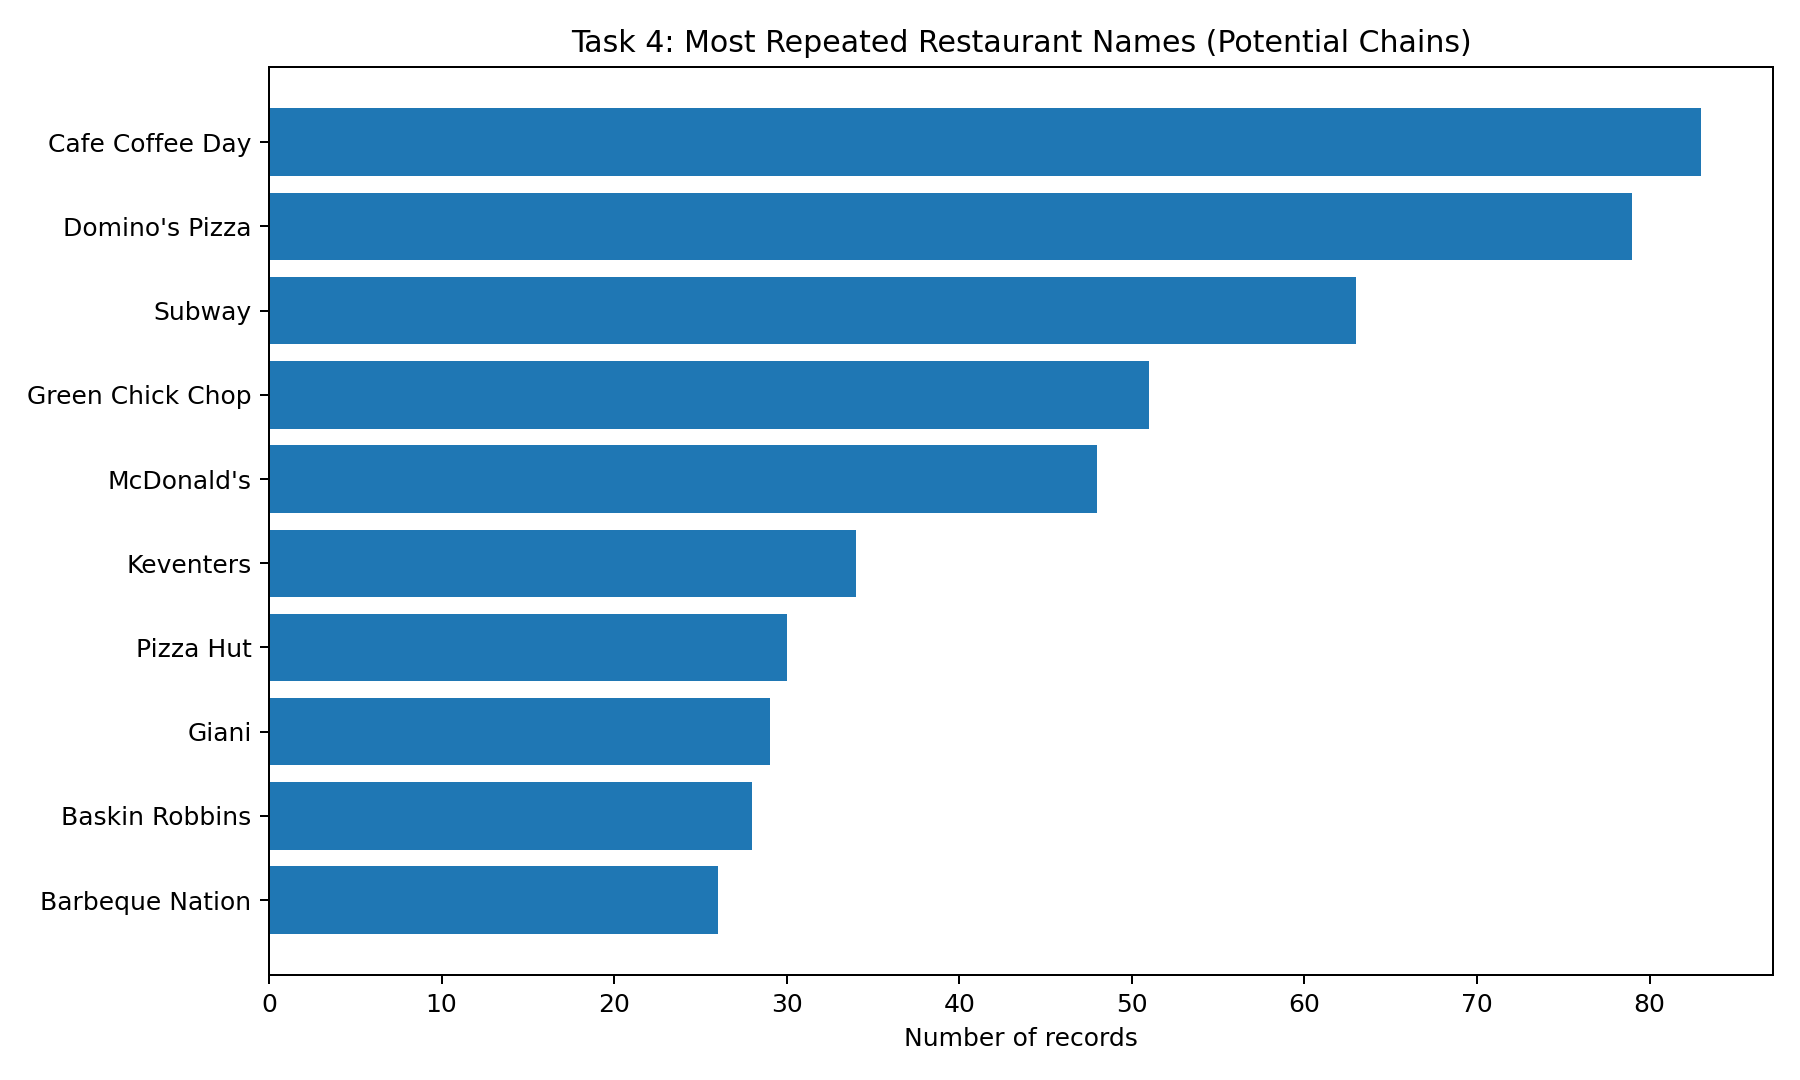 Task 4: Most Repeated Restaurant Names (Potential Chains)
Cafe Coffee Day
Domino's Pizza
Subway
Green Chick Chop
McDonald's
Keventers
Pizza Hut
Giani
Baskin Robbins
Barbeque Nation
0 10 20 30 40 50 60 70 80
Number of records